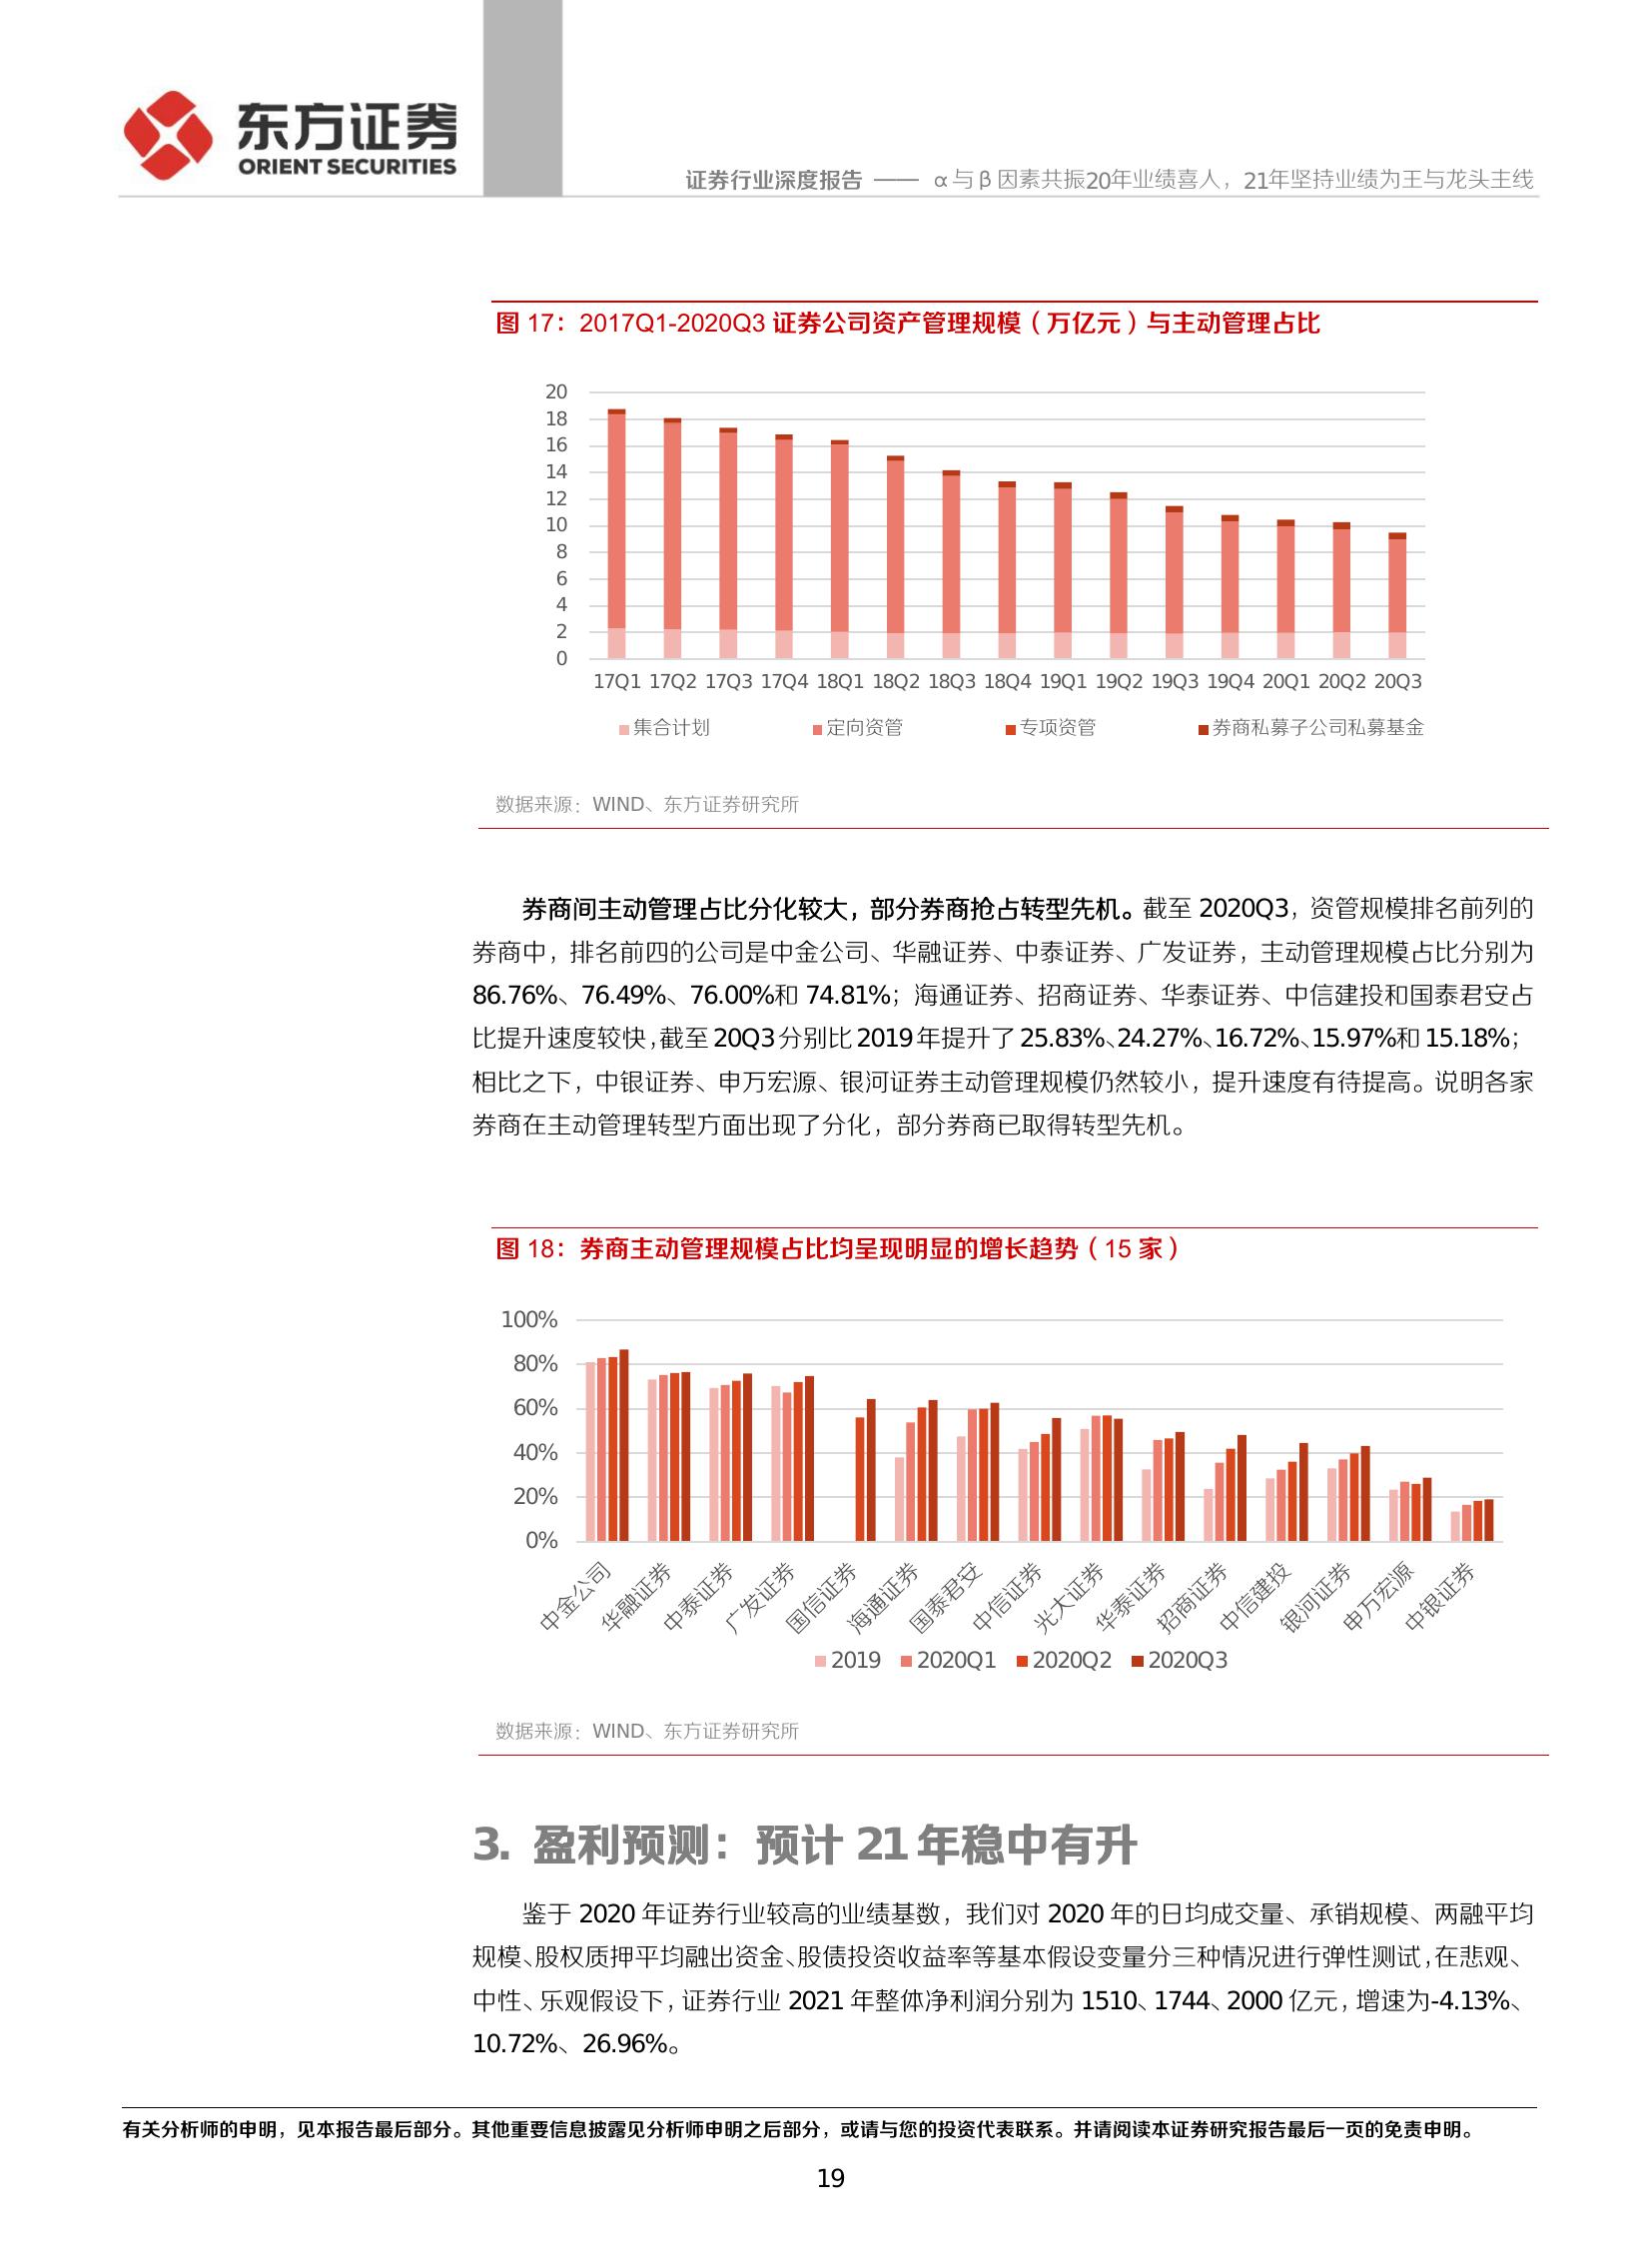 东方证券
ORIENT SECURITIES
证券行业深度报告 —— α与β因素共振20年业绩喜人，21年坚持业绩为王与龙头主线
图 17：2017Q1-2020Q3 证券公司资产管理规模（万亿元）与主动管理占比
20
18
16
14
12
10
8
6
4
2
0
17Q1 17Q2 17Q3 17Q4 18Q1 18Q2 18Q3 18Q4 19Q1 19Q2 19Q3 19Q4 20Q1 20Q2 20Q3
集合计划 定向资管 专项资管 券商私募子公司私募基金
数据来源：WIND、东方证券研究所
券商间主动管理占比分化较大，部分券商抢占转型先机。截至 2020Q3，资管规模排名前列的
券商中，排名前四的公司是中金公司、华融证券、中泰证券、广发证券，主动管理规模占比分别为
86.76%、76.49%、76.00%和 74.81%；海通证券、招商证券、华泰证券、中信建投和国泰君安占
比提升速度较快，截至 20Q3 分别比 2019 年提升了 25.83%、24.27%、16.72%、15.97%和 15.18%；
相比之下，中银证券、申万宏源、银河证券主动管理规模仍然较小，提升速度有待提高。说明各家
券商在主动管理转型方面出现了分化，部分券商已取得转型先机。
图 18：券商主动管理规模占比均呈现明显的增长趋势（15 家）
100%
80%
60%
40%
20%
0%
中金公司 华融证券 中泰证券 广发证券 国信证券 海通证券 国泰君安 中信证券 光大证券 华泰证券 招商证券 中信建投 银河证券 申万宏源 中银证券
2019 2020Q1 2020Q2 2020Q3
数据来源：WIND、东方证券研究所
3. 盈利预测：预计 21 年稳中有升
鉴于 2020 年证券行业较高的业绩基数，我们对 2020 年的日均成交量、承销规模、两融平均
规模、股权质押平均融出资金、股债投资收益率等基本假设变量分三种情况进行弹性测试，在悲观、
中性、乐观假设下，证券行业 2021 年整体净利润分别为 1510、1744、2000 亿元，增速为-4.13%、
10.72%、26.96%。
有关分析师的申明，见本报告最后部分。其他重要信息披露见分析师申明之后部分，或请与您的投资代表联系。并请阅读本证券研究报告最后一页的免责申明。
19